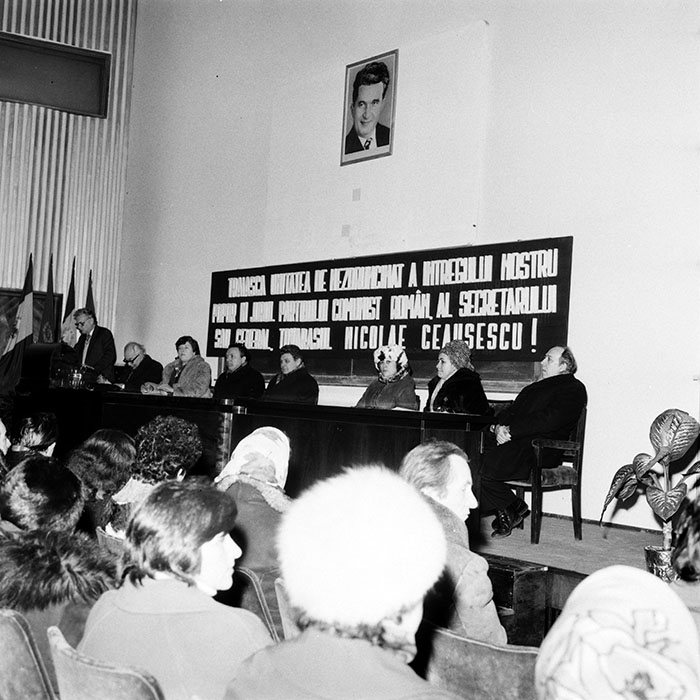 TRĂIASCĂ UNITATEA DE NEZDRUNCINAT A ÎNTREGULUI NOSTRU
POPOR ÎN JURUL PARTIDULUI COMUNIST ROMÂN, AL SECRETARULUI
SĂU GENERAL, TOVARĂȘUL NICOLAE CEAUȘESCU!